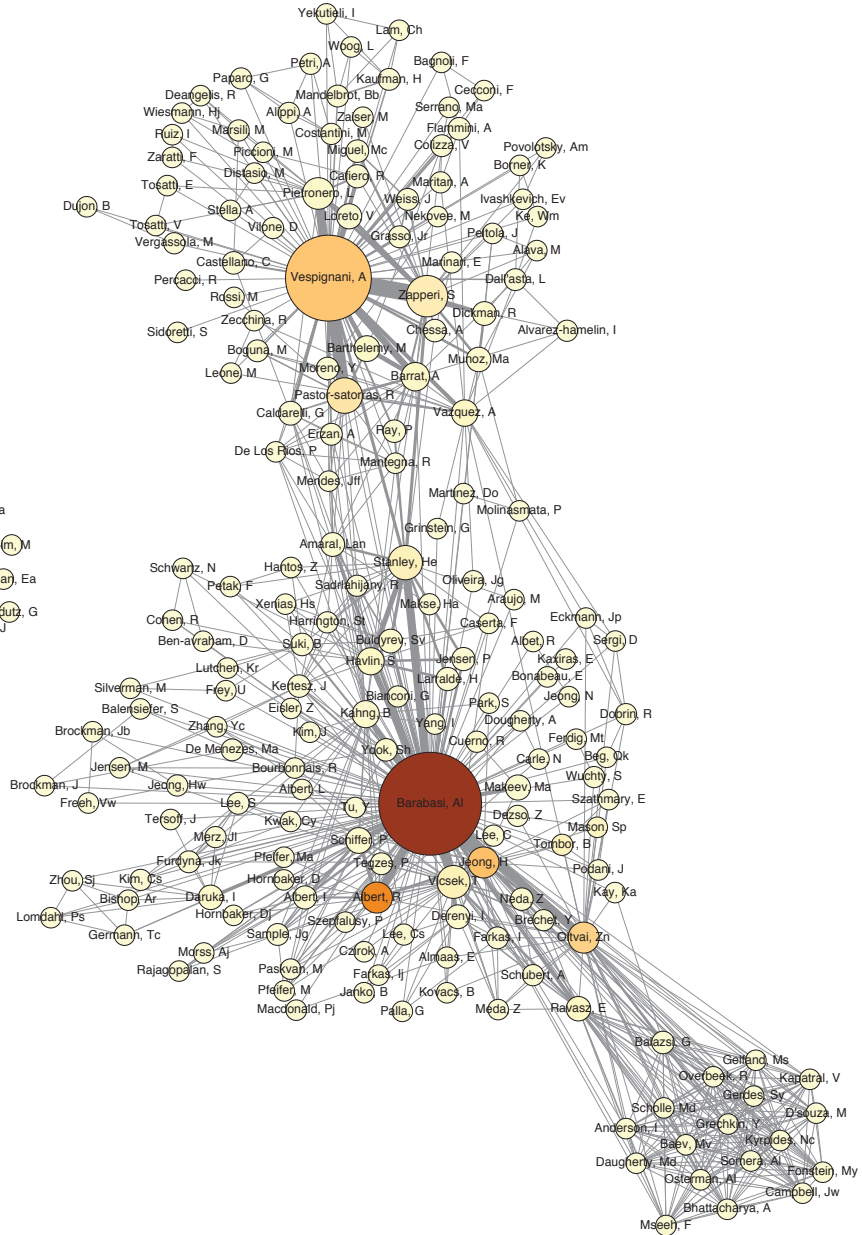 Yekutieli, I
Lam, Ch
Woog, L
Petri, A
Bagnoli, F
Paparo, G
Kaufman, H
Cecconi, F
Deangelis, R
Mandelbrot, Bb
Serrano, Ma
Wiesmann, Hj
Alippi, A
Zaiser, M
Flammini, A
Ruiz, I
Marsili, M
Costantini, M
Colizza, V
Povolotsky, Am
Zaratti, F
Piccioni, M
Miguel, Mc
Borner, K
Distasio, M
Cafiero, R
Maritan, A
Tosatti, E
Pietronero, L
Weiss, J
Ivashkevich, Ev
Dujon, B
Stella, A
Loreto, V
Nekovee, M
Ke, Wm
Tosatti, V
Vilone, D
Grasso, Jr
Peltola, J
Vergassola, M
Alava, M
Castellano, C
Marinari, E
Percacci, R
Vespignani, A
Dall'asta, L
Rossi, M
Zapperi, S
Sidoretti, S
Zecchina, R
Dickman, R
Chessa, A
Alvarez-hamelin, I
Boguna, M
Barthelemy, M
Munoz, Ma
Leone, M
Moreno, Y
Barrat, A
Pastor-satorras, R
Caldarelli, G
Vazquez, A
Erzan, A
Ray, P
De Los Rios, P
Mantegna, R
Mendes, Jff
Martinez, Do
Molinasmata, P
a
im, M
Grinstein, G
Amaral, Lan
Schwartz, N
Hantos, Z
Stanley, He
an, Ea
Petak, F
Sadrlahijany, R
Oliveira, Jg
dutz, G
Xenias, Hs
Makse, Ha
Araujo, M
J
Cohen, R
Harrington, St
Caserta, F
Eckmann, Jp
Ben-avraham, D
Suki, B
Buldyrev, Sv
Albet, R
Sergi, D
Lutchen, Kr
Havlin, S
Jensen, P
Kaxiras, E
Silverman, M
Frey, U
Kertesz, J
Larralde, H
Bonabeau, E
Balensiefer, S
Eisler, Z
Bianconi, G
Park, S
Jeong, N
Brockman, Jb
Zhang, Yc
Kim, J
Kahng, B
Yang, I
Dougherty, A
Dobrin, R
De Menezes, Ma
Yook, Sh
Cuerno, R
Ferdig, Mt
Jensen, M
Bourbonnais, R
Carle, N
Beg, Qk
Brockman, J
Jeong, Hw
Albert, L
Makeev, Ma
Wuchty, S
Freeh, Vw
Lee, S
Tu, Y
Barabasi, Al
Szathmary, E
Tersoff, J
Kwak, Cy
Dezso, Z
Mason, Sp
Merz, Jl
Schiffer, P
Lee, C
Tombor, B
Furdyna, Jk
Pfeifer, Ma
Tegzes, P
Jeong, H
Podani, J
Zhou, Sj
Kim, Cs
Hornbaker, D
Vicsek, T
Kay, Ka
Bishop, Ar
Daruka, I
Albert, I
Albert, R
Neda, Z
Lomdahl, Ps
Hornbaker, Dj
Szepfalusy, P
Derenyi, I
Brechet, Y
Germann, Tc
Sample, Jg
Lee, Cs
Farkas, I
Oltvai, Zn
Morss, Aj
Czirok, A
Almaas, E
Rajagopalan, S
Paskvan, M
Farkas, Ij
Schubert, A
Pfeifer, M
Janko, B
Kovacs, B
Macdonald, Pj
Palla, G
Meda, Z
Ravasz, E
Balazsi, G
Gelfand, Ms
Overbeek, R
Kapatral, V
Gerdes, Sy
Scholle, Md
D'souza, M
Anderson, I
Grechkin, Y
Baev, Mv
Kyrpides, Nc
Daugherty, Md
Somera, Al
Fonstein, My
Osterman, Al
Campbell, Jw
Bhattacharya, A
Mseeh, F